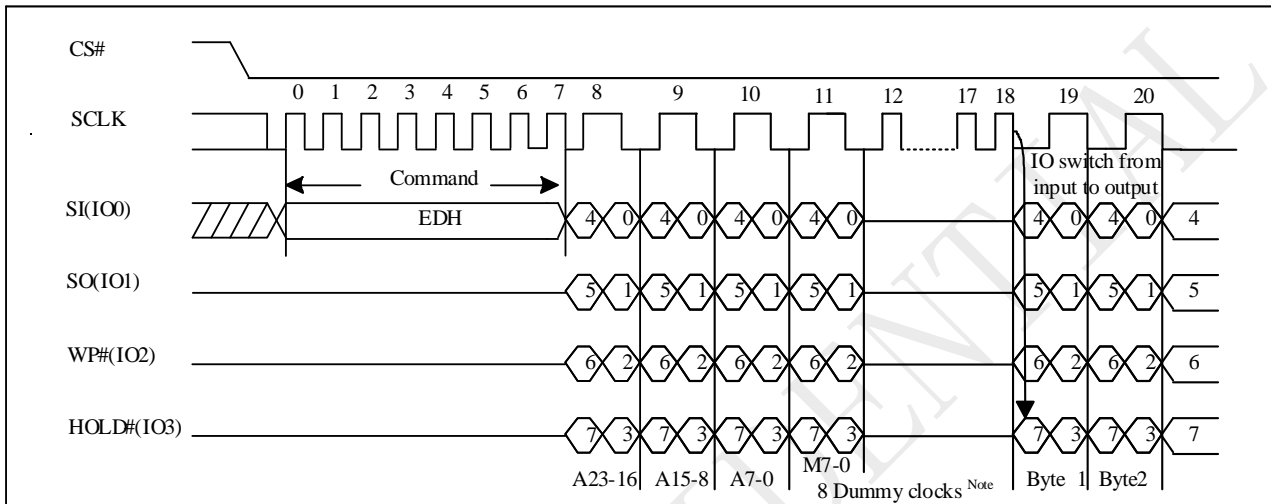 CS#
0 1 2 3 4 5 6 7 8 9 10 11 12 17 18 19 20
SCLK
Command
IO switch from
input to output
SI(IO0)
EDH
4 0 4 0 4 0 4 0 4 0 4 0 4
SO(IO1)
5 1 5 1 5 1 5 1 5 1 5 1 5
WP#(IO2)
6 2 6 2 6 2 6 2 6 2 6 2 6
HOLD#(IO3)
7 3 7 3 7 3 7 3 7 3 7 3 7
A23-16 A15-8 A7-0 M7-0
8 Dummy clocks Note
Byte 1 Byte2